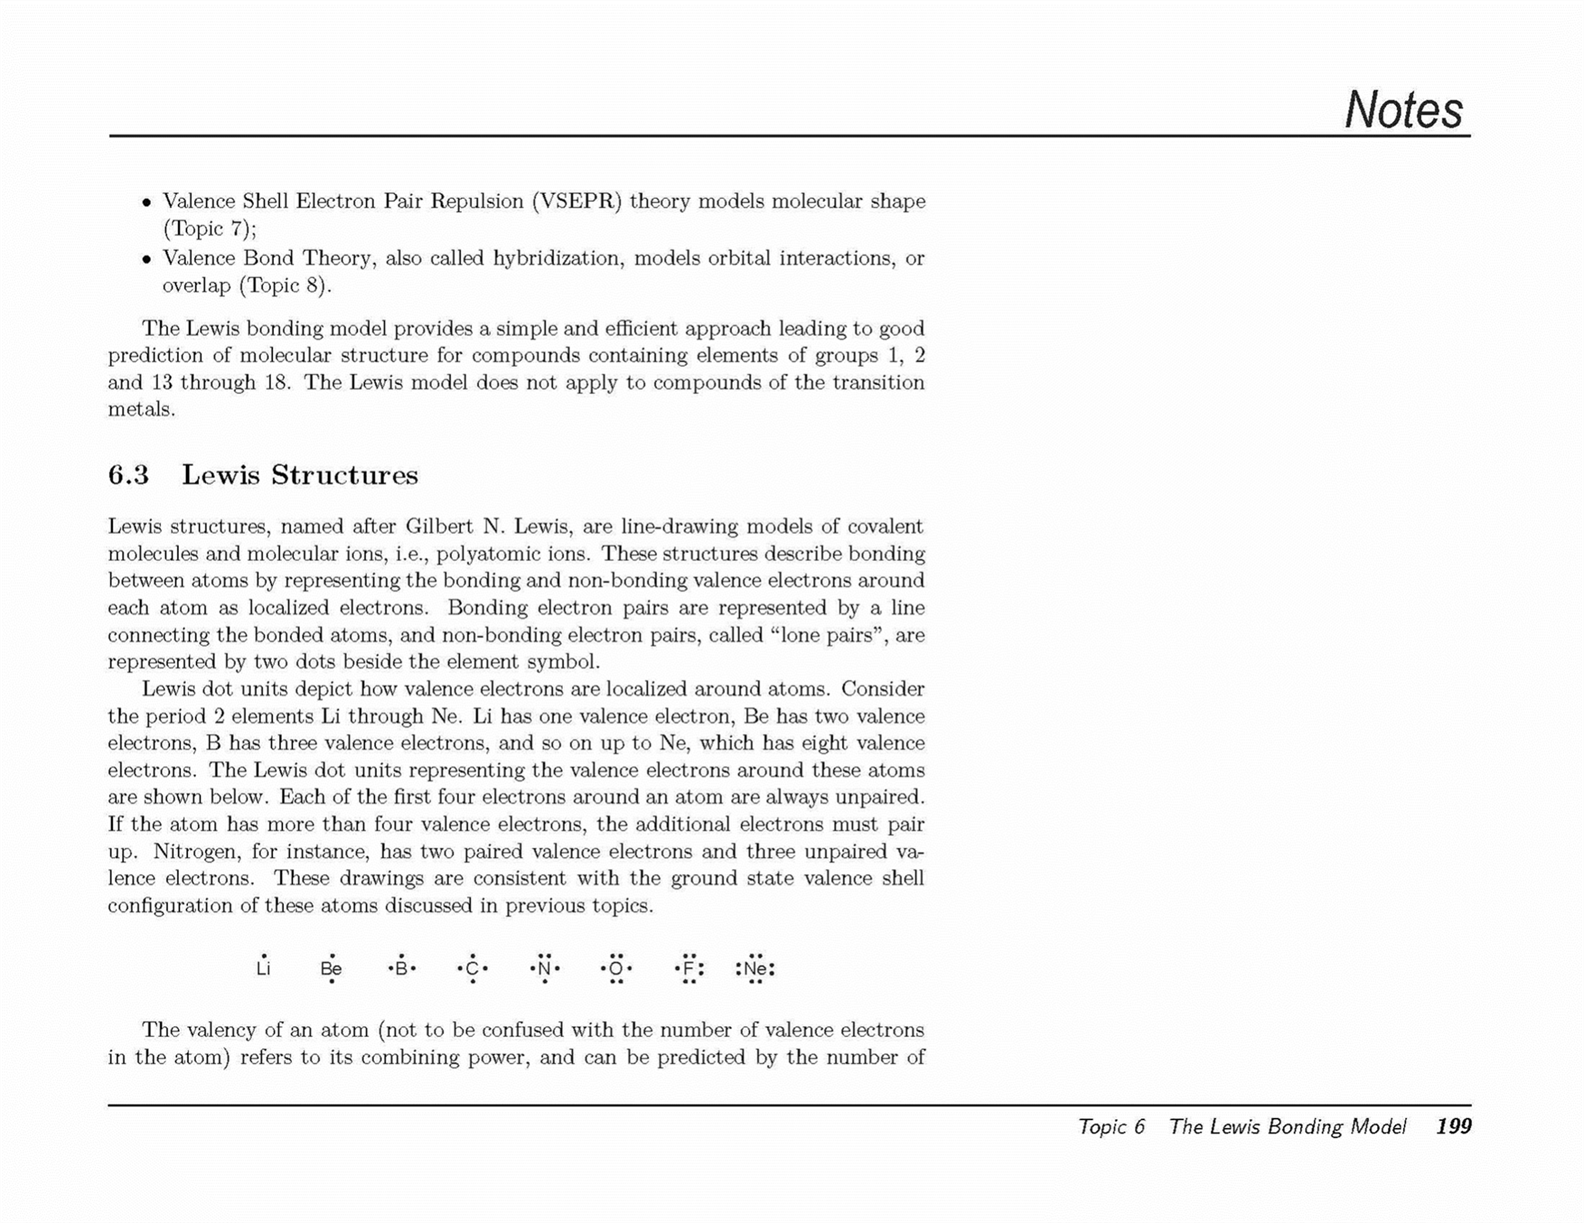 Notes
• Valence Shell Electron Pair Repulsion (VSEPR) theory models molecular shape
(Topic 7);
• Valence Bond Theory, also called hybridization, models orbital interactions, or
overlap (Topic 8).
The Lewis bonding model provides a simple and efficient approach leading to good
prediction of molecular structure for compounds containing elements of groups 1, 2
and 13 through 18. The Lewis model does not apply to compounds of the transition
metals.
6.3 Lewis Structures
Lewis structures, named after Gilbert N. Lewis, are line-drawing models of covalent
molecules and molecular ions, i.e., polyatomic ions. These structures describe bonding
between atoms by representing the bonding and non-bonding valence electrons around
each atom as localized electrons. Bonding electron pairs are represented by a line
connecting the bonded atoms, and non-bonding electron pairs, called “lone pairs”, are
represented by two dots beside the element symbol.
Lewis dot units depict how valence electrons are localized around atoms. Consider
the period 2 elements Li through Ne. Li has one valence electron, Be has two valence
electrons, B has three valence electrons, and so on up to Ne, which has eight valence
electrons. The Lewis dot units representing the valence electrons around these atoms
are shown below. Each of the first four electrons around an atom are always unpaired.
If the atom has more than four valence electrons, the additional electrons must pair
up. Nitrogen, for instance, has two paired valence electrons and three unpaired va-
lence electrons. These drawings are consistent with the ground state valence shell
configuration of these atoms discussed in previous topics.
Li Be ·B· ·C· ·N· ·O· ·F: :Ne:
The valency of an atom (not to be confused with the number of valence electrons
in the atom) refers to its combining power, and can be predicted by the number of
Topic 6 The Lewis Bonding Model 199